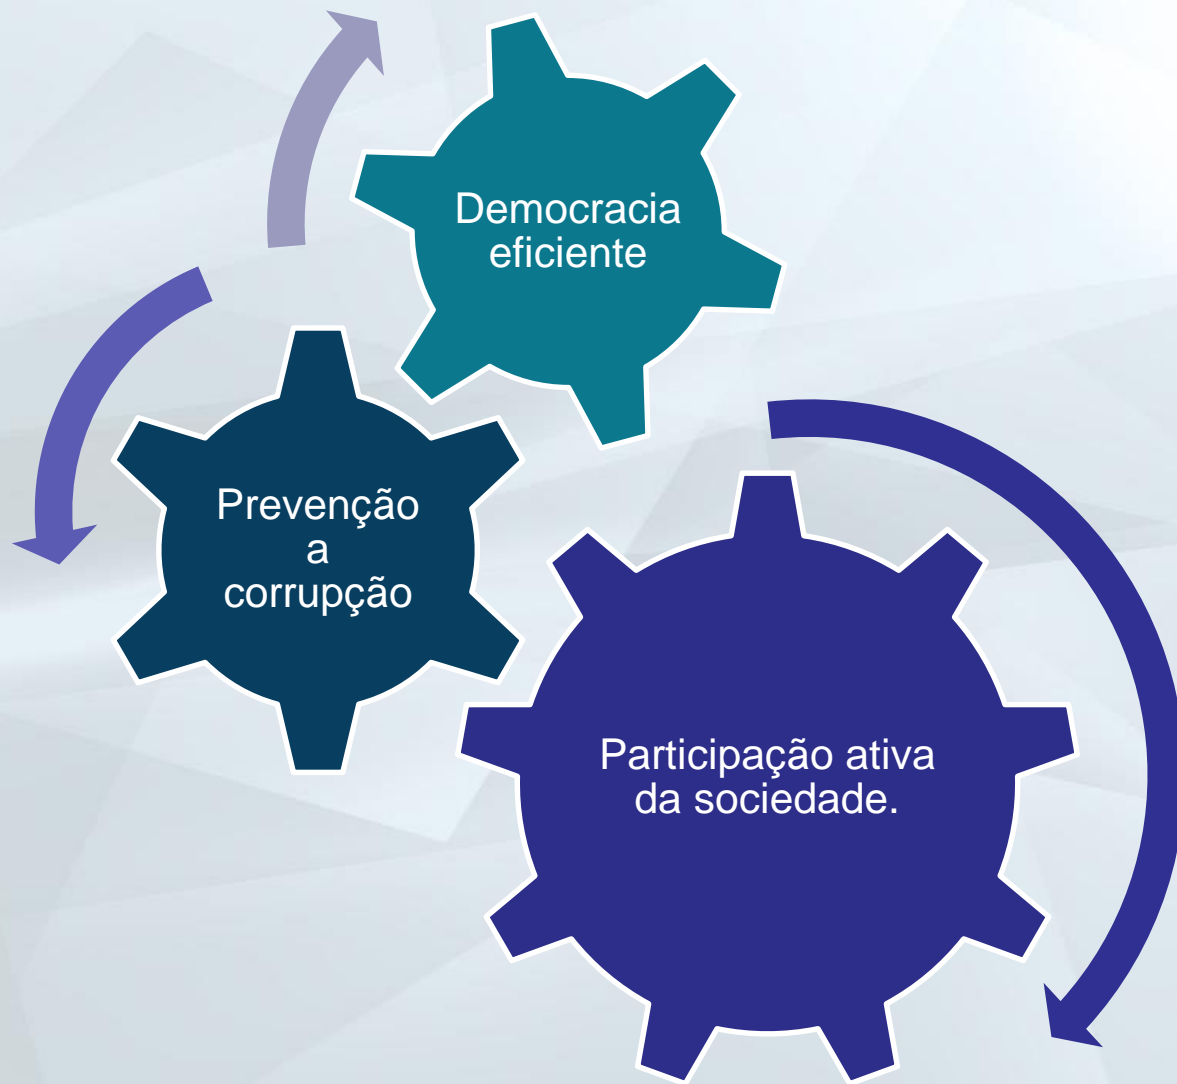 Democracia
eficiente
Prevenção
a
corrupção
Participação ativa
da sociedade.